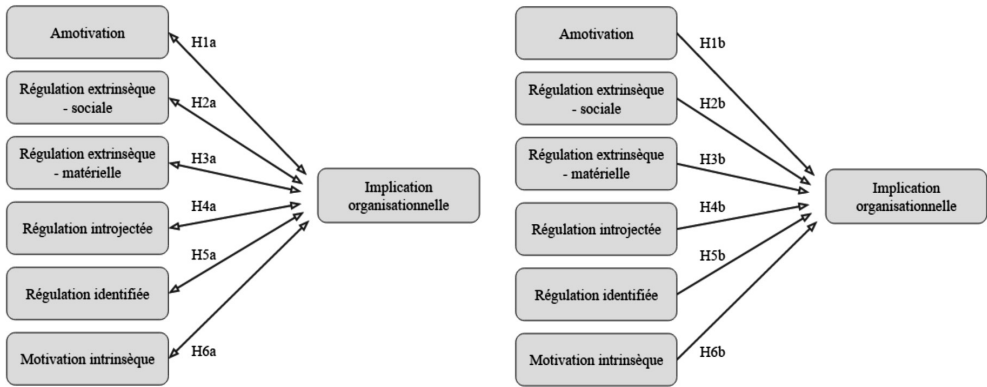 Amotivation
H1a
Régulation extrinsèque
- sociale
H2a
Régulation extrinsèque
- matérielle
H3a
Régulation introjectée
H4a
Régulation identifiée
H5a
Motivation intrinsèque
H6a
Implication
organisationnelle
Amotivation
H1b
Régulation extrinsèque
- sociale
H2b
Régulation extrinsèque
- matérielle
H3b
Régulation introjectée
H4b
Régulation identifiée
H5b
Motivation intrinsèque
H6b
Implication
organisationnelle